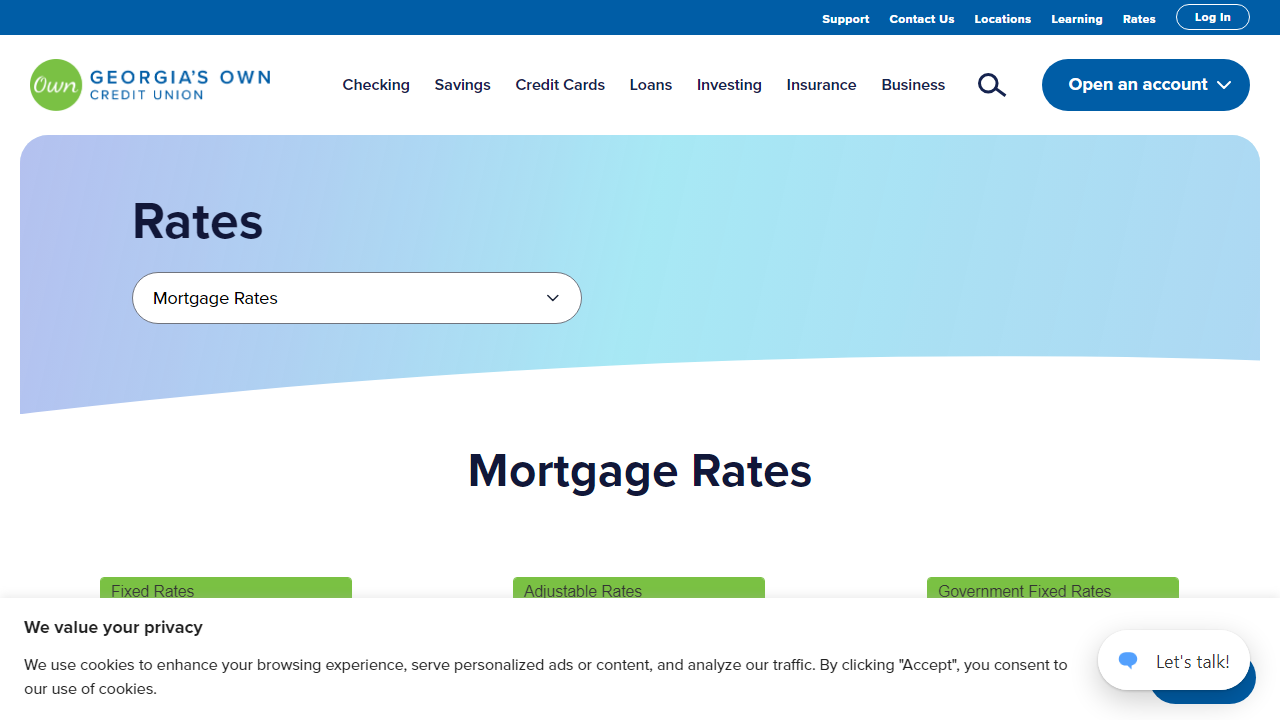 Support Contact Us Locations Learning Rates Log In
Own GEORGIA'S OWN
CREDIT UNION
Checking Savings Credit Cards Loans Investing Insurance Business Open an account
Rates
Mortgage Rates
Mortgage Rates
Fixed Rates Adjustable Rates Government Fixed Rates
We value your privacy
We use cookies to enhance your browsing experience, serve personalized ads or content, and analyze our traffic. By clicking "Accept", you consent to
our use of cookies.
Let's talk!